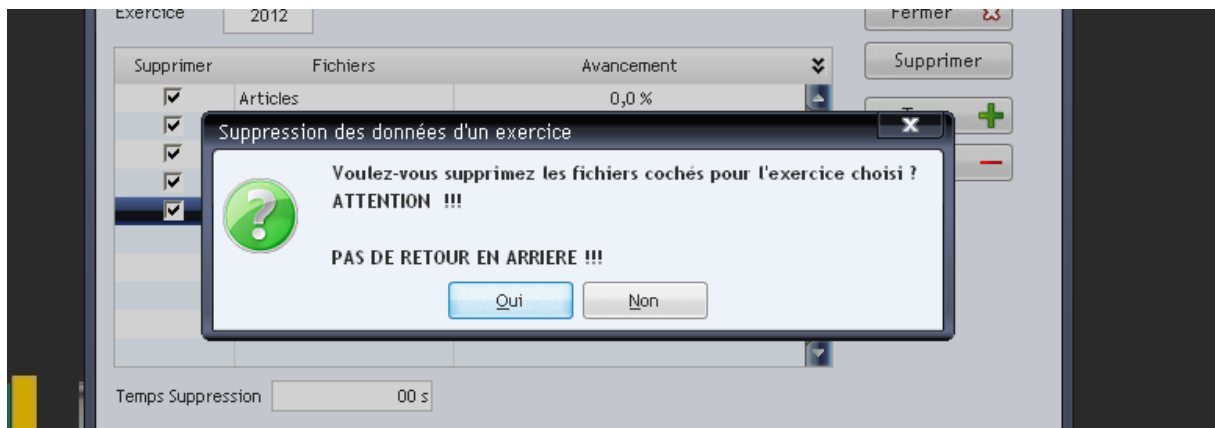 Exercice 2012 Fermer
Supprimer Fichiers Avancement Supprimer
Articles 0,0 %
Suppression des données d'un exercice
Voulez-vous supprimez les fichiers cochés pour l'exercice choisi ?
ATTENTION !!!
PAS DE RETOUR EN ARRIERE !!!
Oui Non
Temps Suppression 00 s